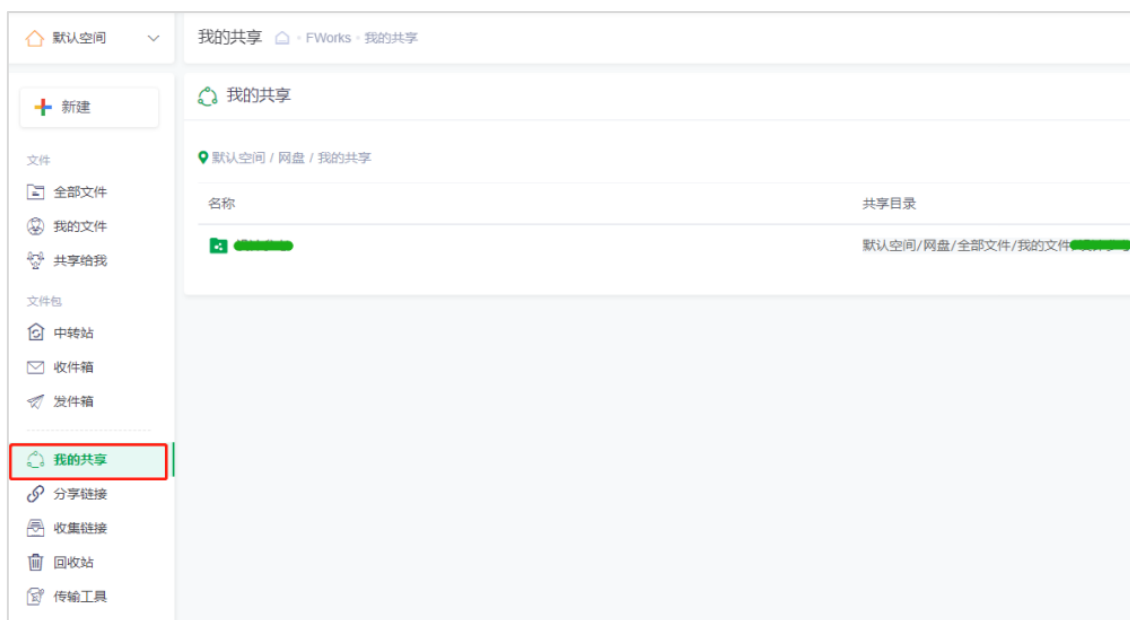 默认空间
我的共享 FWorks 我的共享
新建
我的共享
文件
默认空间 / 网盘 / 我的共享
全部文件
名称 共享目录
我的文件
默认空间/网盘/全部文件/我的文件
共享给我
文件包
中转站
收件箱
发件箱
我的共享
分享链接
收集链接
回收站
传输工具